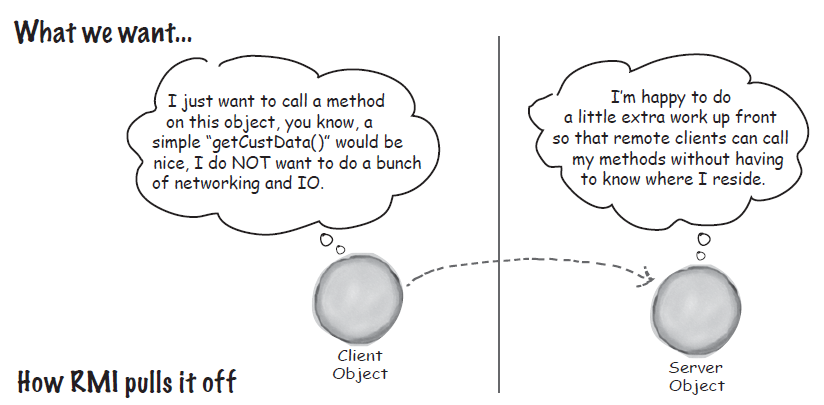 What we want...
I just want to call a method
on this object, you know, a
simple “getCustData()” would be
nice, I do NOT want to do a bunch
of networking and IO.
I’m happy to do
a little extra work up front
so that remote clients can call
my methods without having
to know where I reside.
Client
Object
Server
Object
How RMI pulls it off